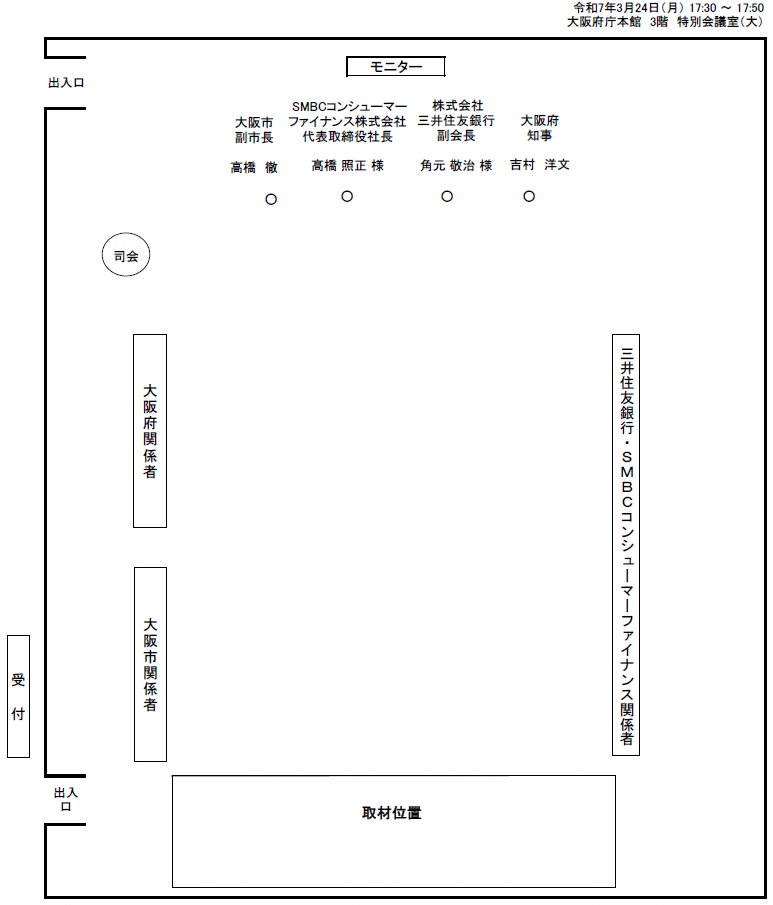 令和7年3月24日（月） 17:30 ～ 17:50
大阪府庁本館 3階 特別会議室（大）
モニター
出入口
大阪市
副市長
高橋 徹
SMBCコンシューマー
ファイナンス株式会社
代表取締役社長
髙橋 照正 様
株式会社
三井住友銀行
副会長
角元 敬治 様
大阪府
知事
吉村 洋文
○ ○ ○ ○
司会
大阪府関係者
三井住友銀行・SMBCコンシューマーファイナンス関係者
大阪市関係者
受付
出入
口
取材位置